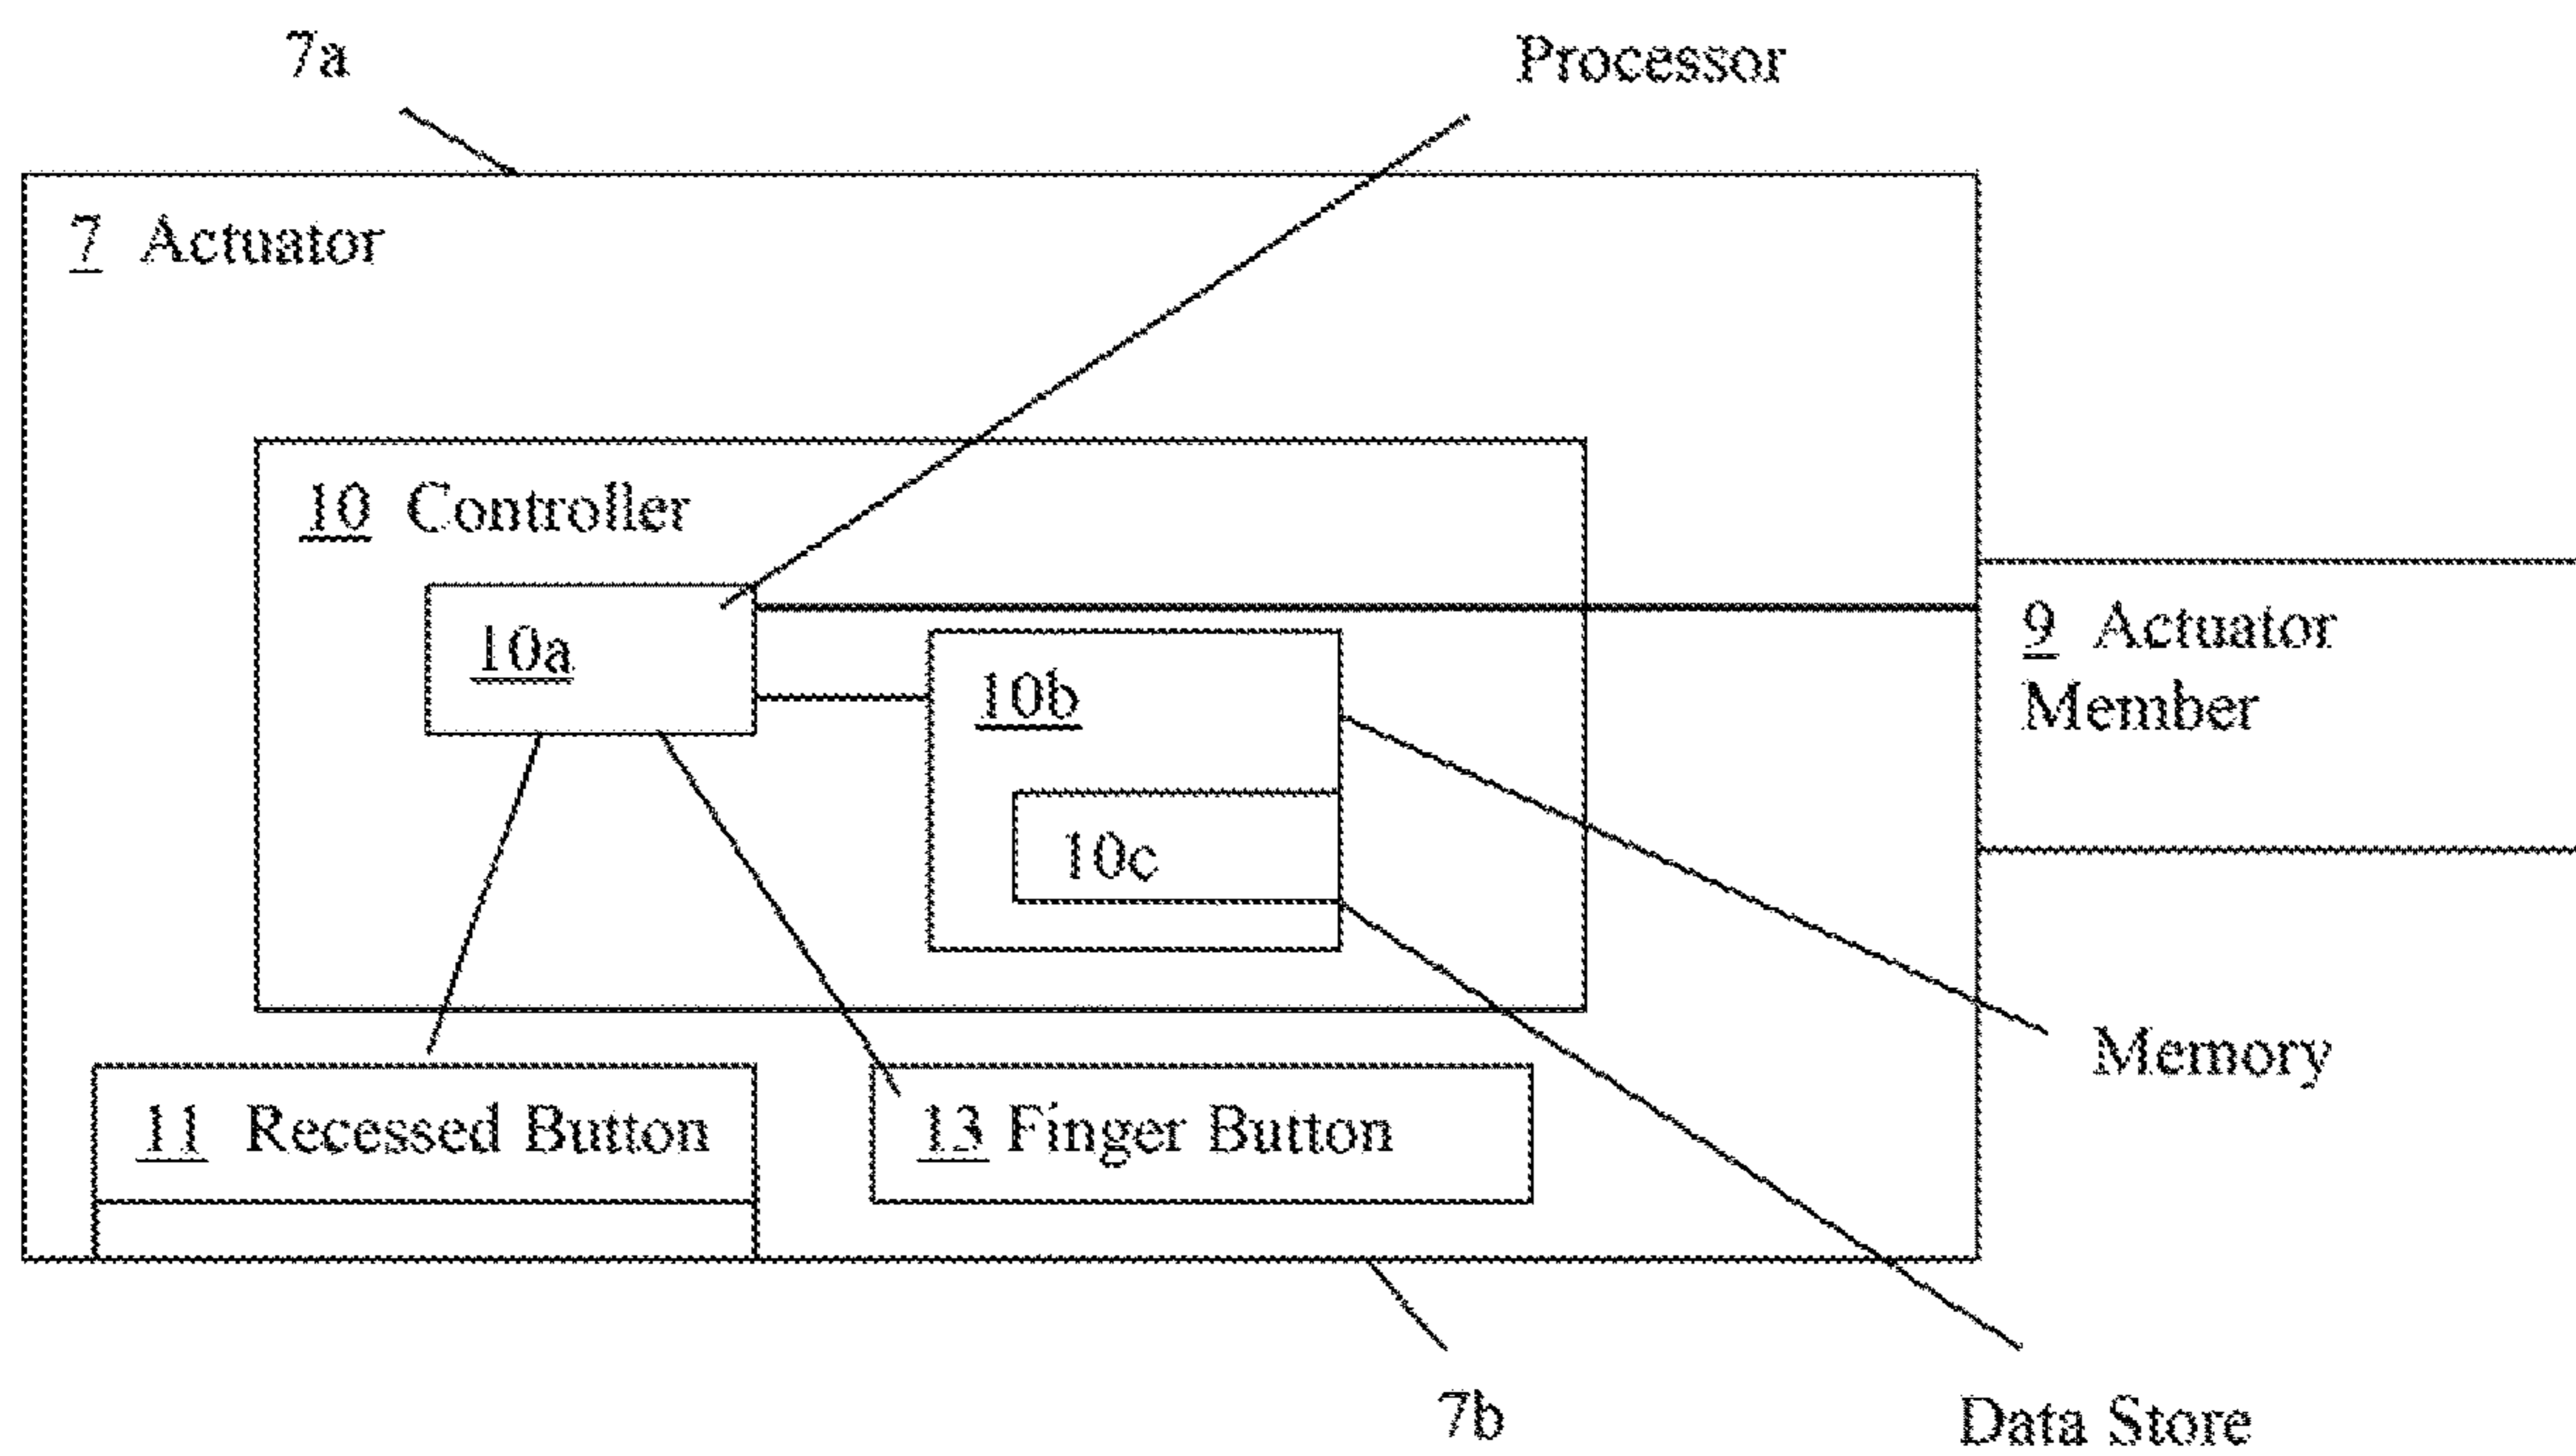 7a
Processor
7 Actuator
10 Controller
10a
9 Actuator
Member
10b
10c
Memory
11 Recessed Button
13 Finger Button
7b
Data Store